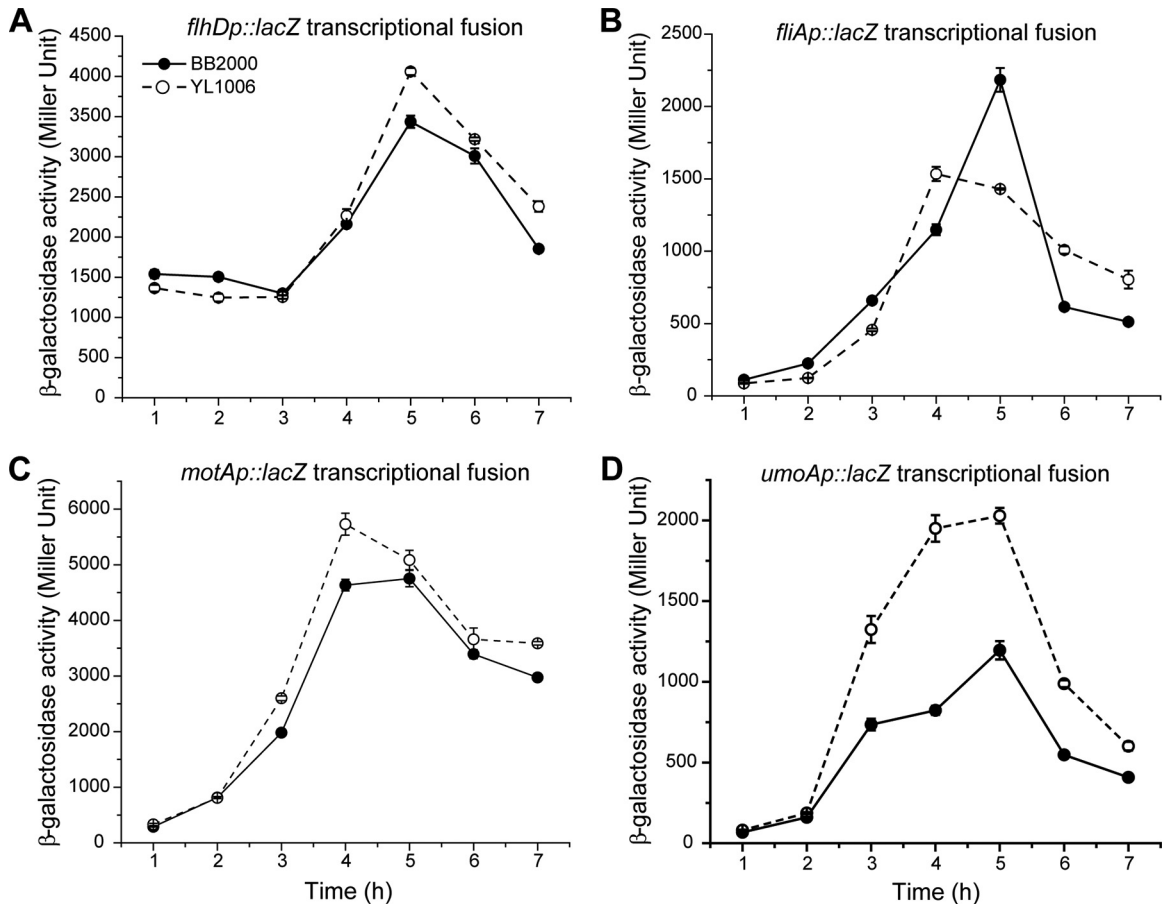 A
flhDp::lacZ transcriptional fusion
β-galactosidase activity (Miller Unit)
4500
4000
3500
3000
2500
2000
1500
1000
500
0
BB2000
YL1006
1 2 3 4 5 6 7
B
fliAp::lacZ transcriptional fusion
β-galactosidase activity (Miller Unit)
2500
2000
1500
1000
500
0
1 2 3 4 5 6 7
C
motAp::lacZ transcriptional fusion
β-galactosidase activity (Miller Unit)
6000
5000
4000
3000
2000
1000
0
1 2 3 4 5 6 7
Time (h)
D
umoAp::lacZ transcriptional fusion
β-galactosidase activity (Miller Unit)
2000
1500
1000
500
0
1 2 3 4 5 6 7
Time (h)